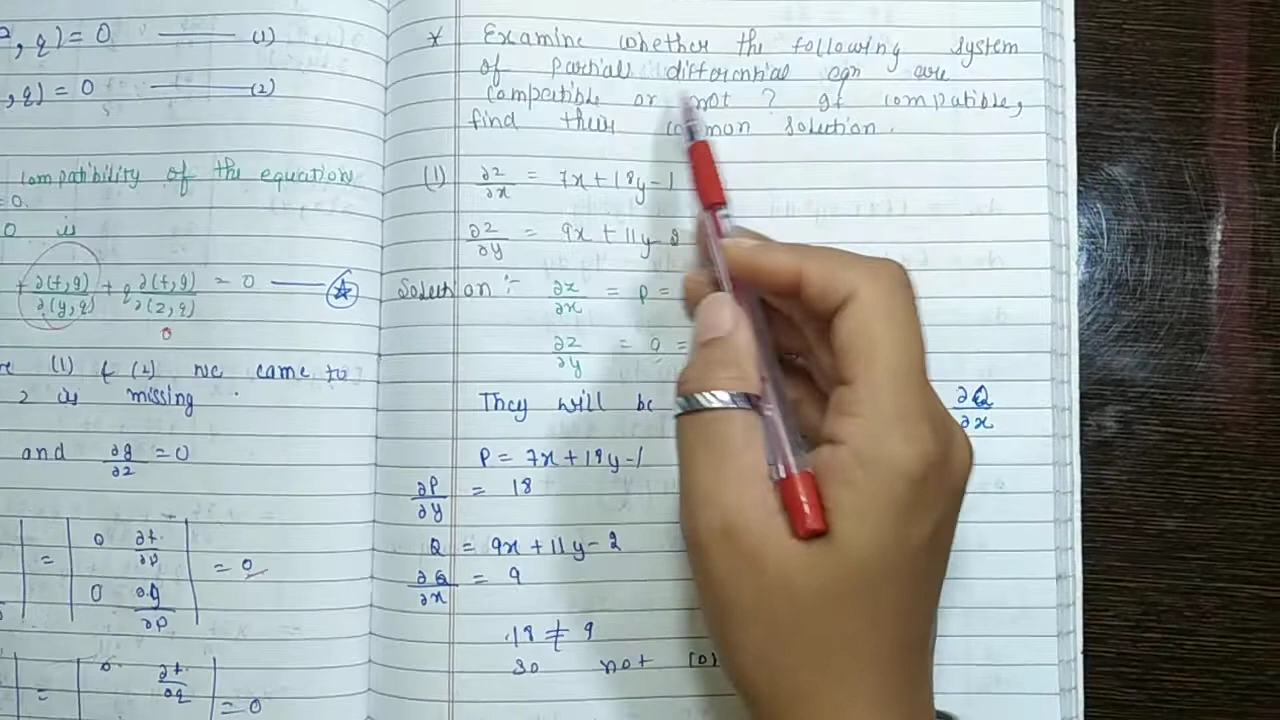 , q) = 0 (1)
, q) = 0 (2)
compatibility of the equation
= 0.
0 is
+ ∂(f,g)/∂(y,q) + q ∂(f,g)/∂(z,q) = 0
0
(1) & (2) we came to
z is missing .
and ∂g/∂z = 0
= | 0 ∂f/∂p | = 0
| 0 ∂g/∂p |
= | 0 ∂f/∂q | = 0
* Examine whether the following system
of partial differential eqn are
compatible or not ? If compatible,
find their common solution .
(1) ∂z/∂x = 7x + 18y - 1
∂z/∂y = 9x + 11y - 2
Solution :- ∂z/∂x = p =
∂z/∂y = q =
They will be ∂Q/∂x
P = 7x + 18y - 1
∂P/∂y = 18
Q = 9x + 11y - 2
∂Q/∂x = 9
18 ≠ 9
so not